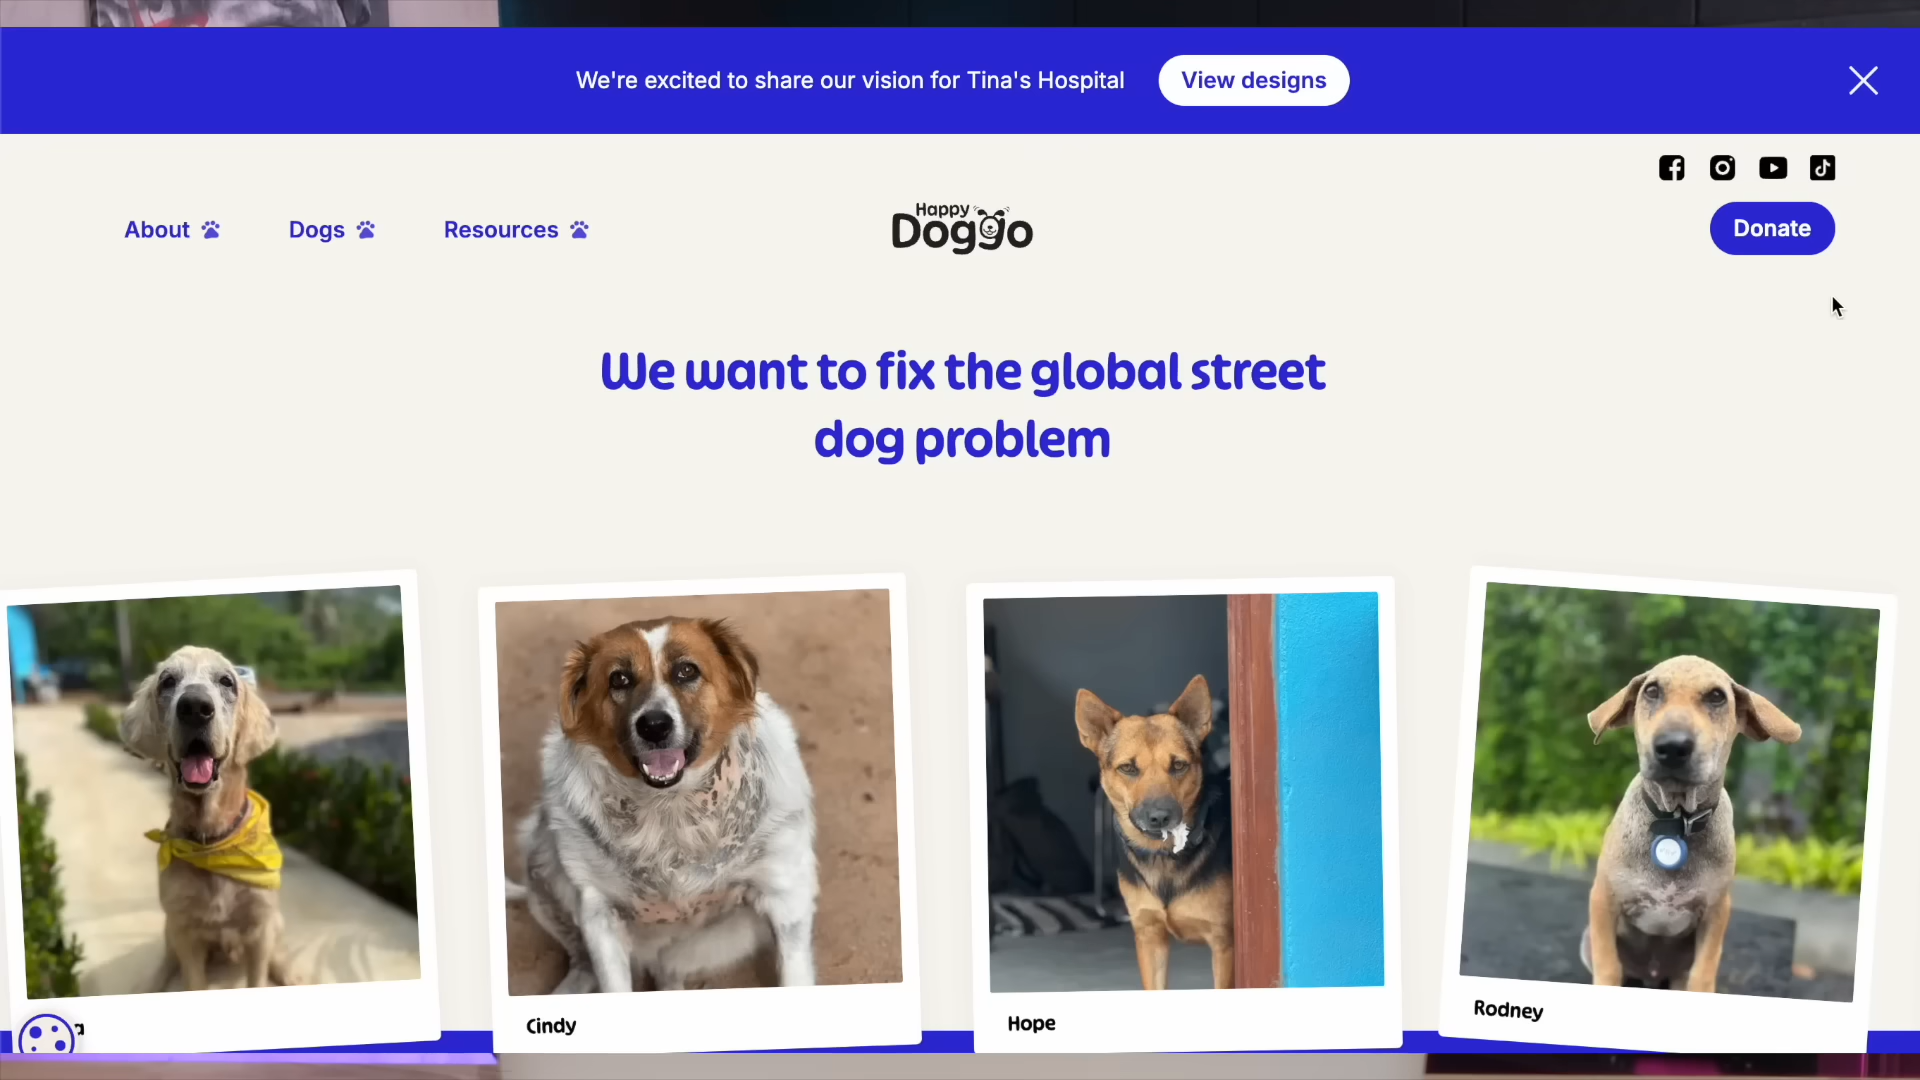 We're excited to share our vision for Tina's Hospital
View designs
About
Dogs
Resources
Happy
Doggo
Donate
We want to fix the global street
dog problem
Cindy
Hope
Rodney